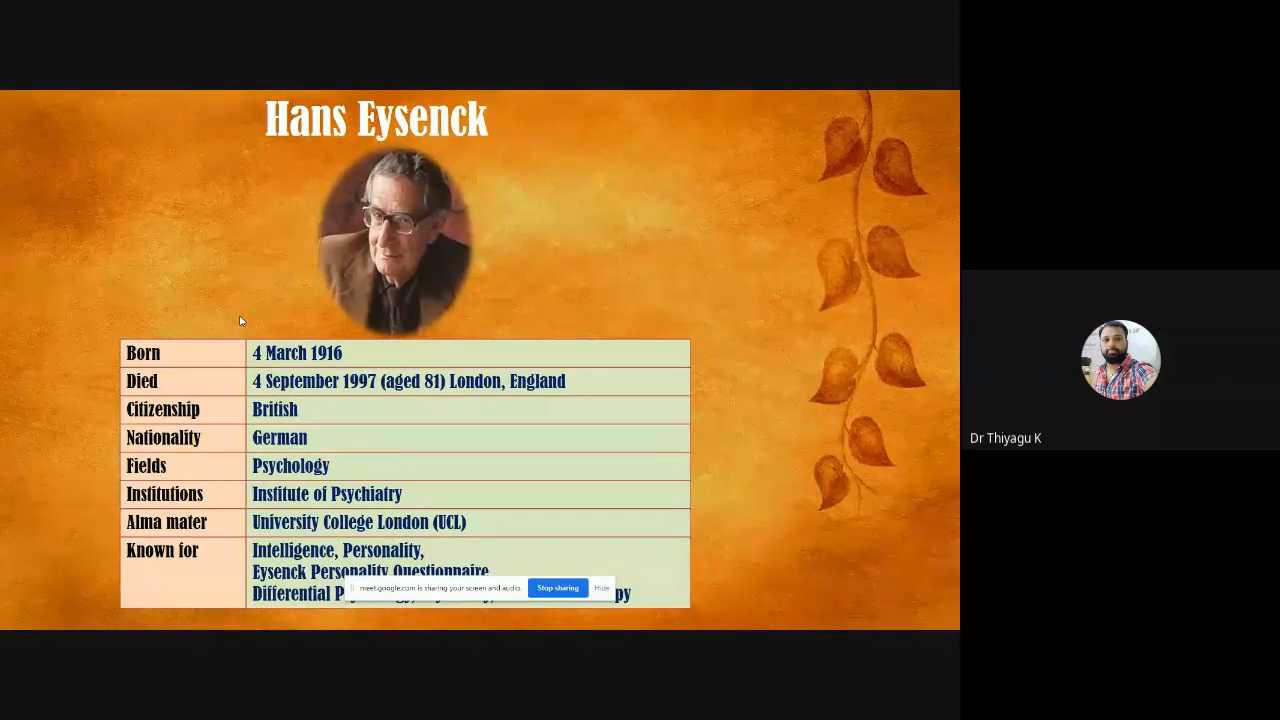 Hans Eysenck
Born 4 March 1916
Died 4 September 1997 (aged 81) London, England
Citizenship British
Nationality German
Fields Psychology
Institutions Institute of Psychiatry
Alma mater University College London (UCL)
Known for Intelligence, Personality,
Eysenck Personality Questionnaire
Differential
meet.google.com is sharing your screen and audio. Stop sharing Hide
Dr Thiyagu K